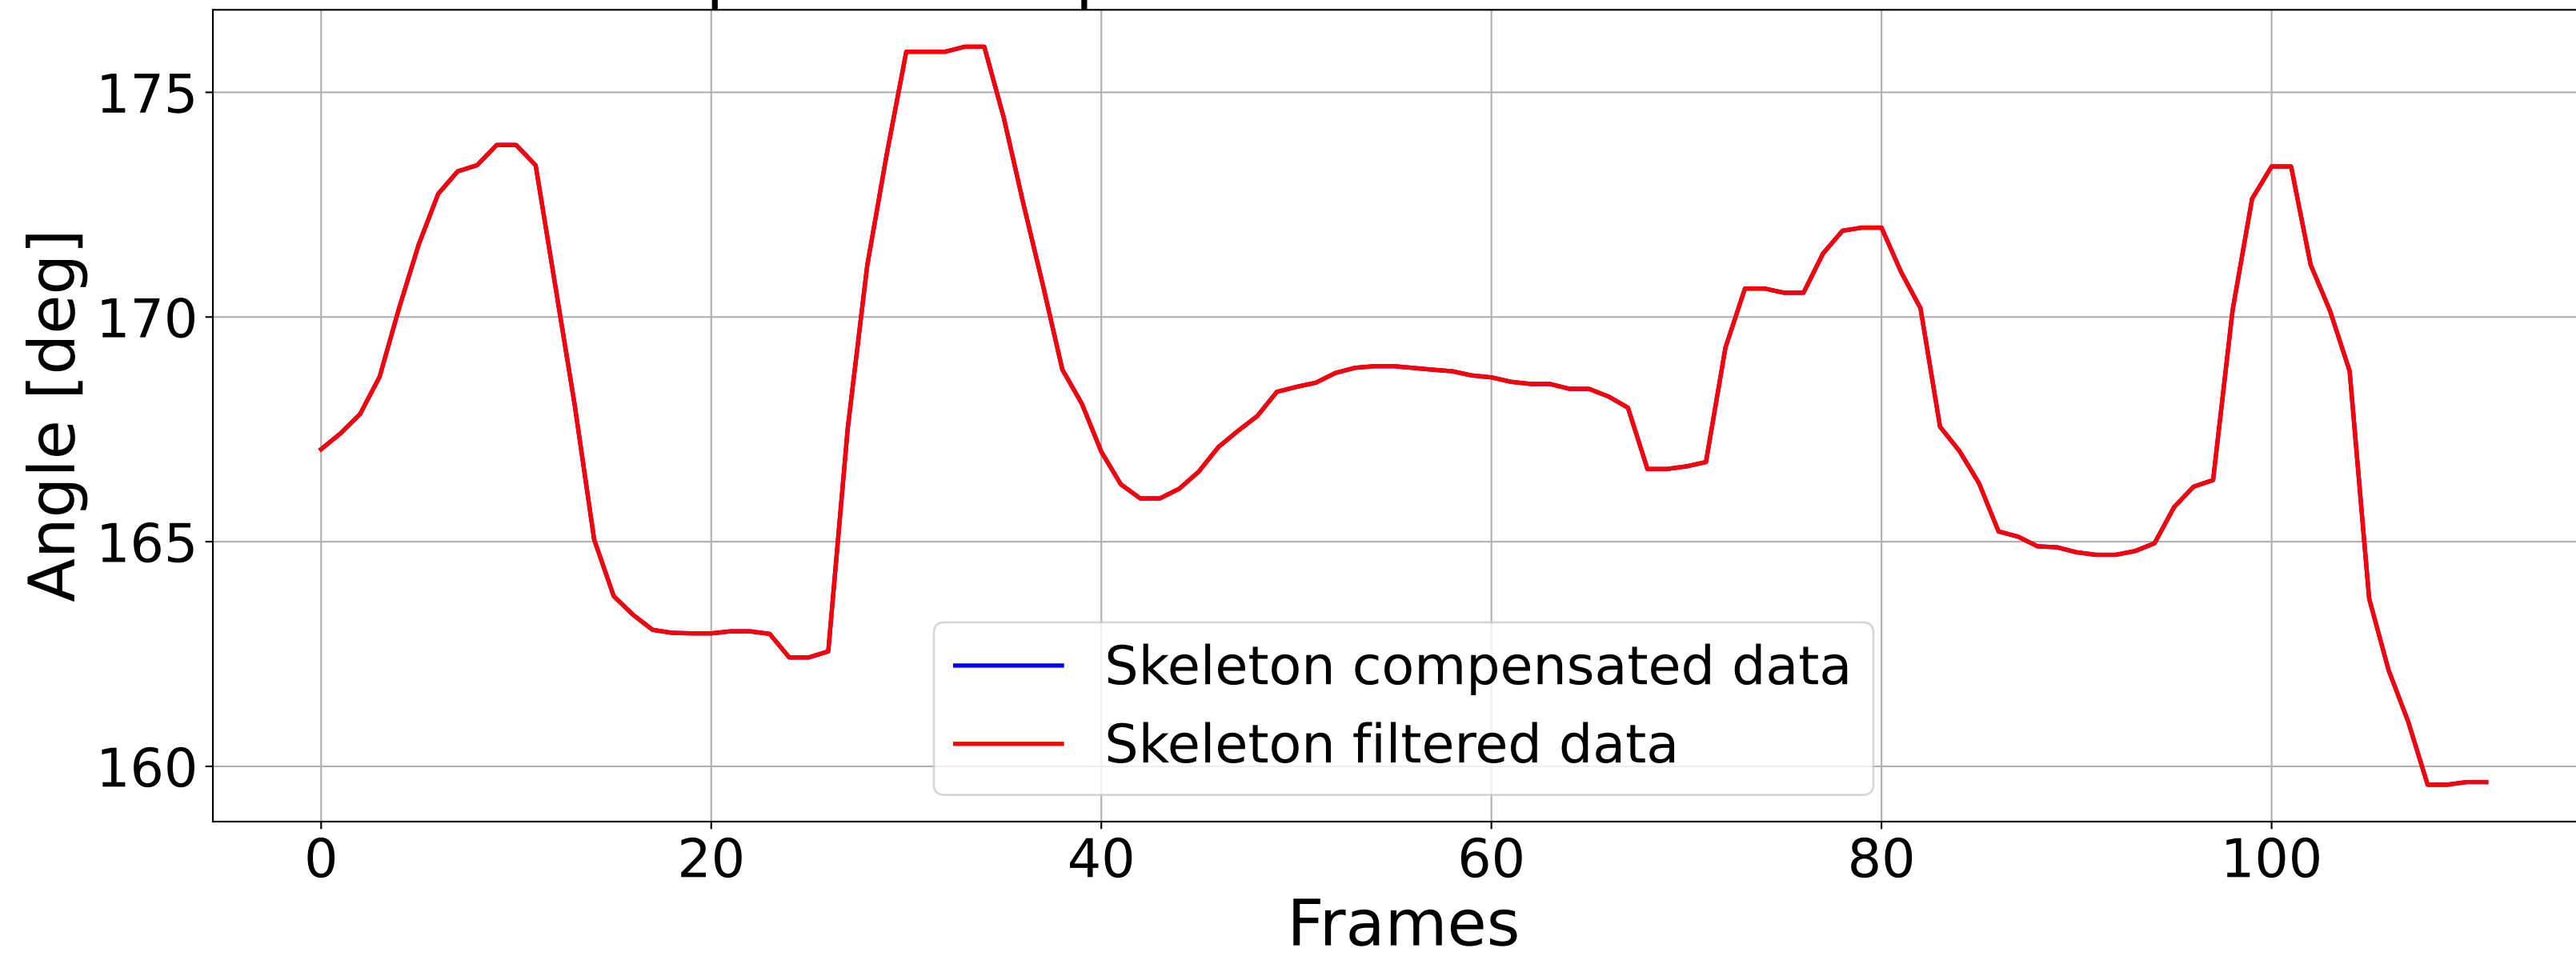 175
170
165
160
Angle [deg]
Skeleton compensated data
Skeleton filtered data
0 20 40 60 80 100
Frames